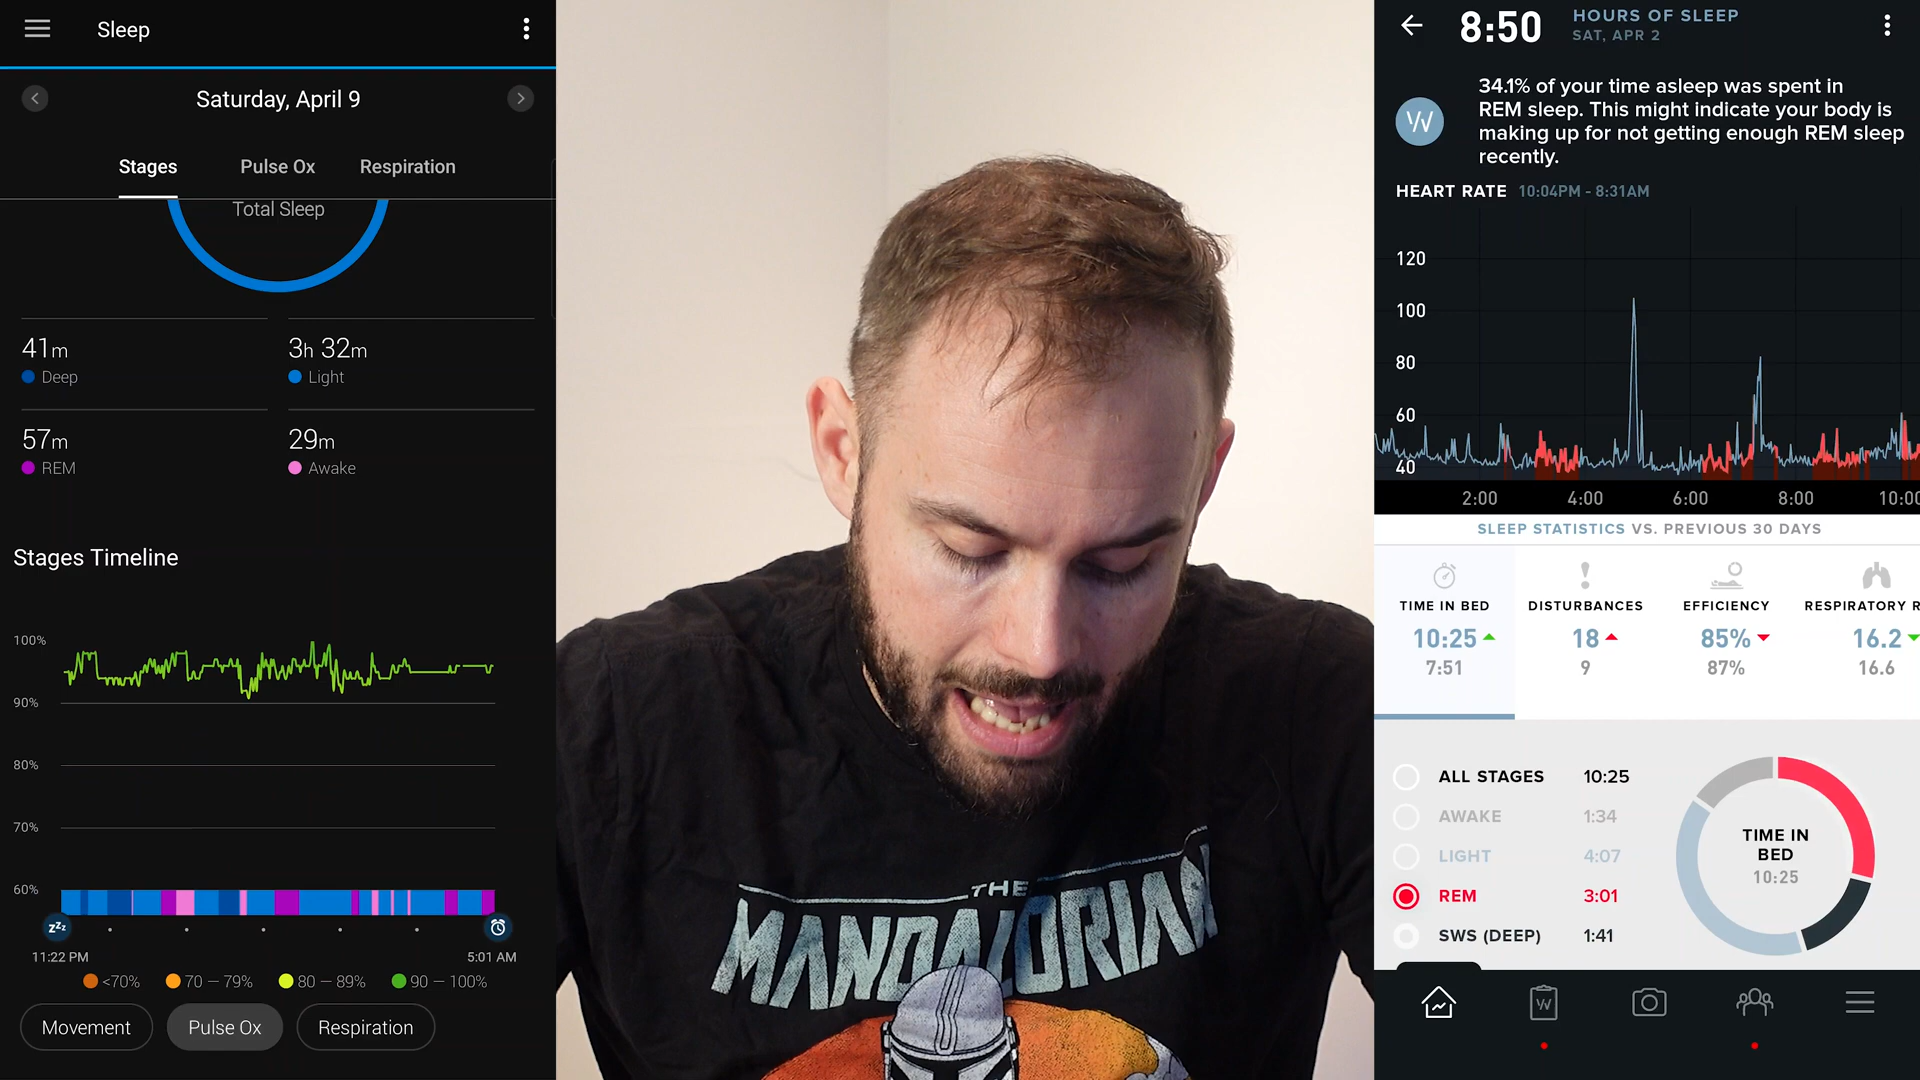 Sleep
Saturday, April 9
Stages Pulse Ox Respiration
Total Sleep
41m
Deep
3h 32m
Light
57m
REM
29m
Awake
Stages Timeline
100%
90%
80%
70%
60%
zzz
11:22 PM 5:01 AM
<70% 70 — 79% 80 — 89% 90 — 100%
Movement Pulse Ox Respiration
THE
MANDALORIAN
8:50
HOURS OF SLEEP
SAT, APR 2
W
34.1% of your time asleep was spent in
REM sleep. This might indicate your body is
making up for not getting enough REM sleep
recently.
HEART RATE 10:04PM - 8:31AM
120
100
80
60
40
2:00 4:00 6:00 8:00 10:00
SLEEP STATISTICS VS. PREVIOUS 30 DAYS
TIME IN BED
10:25
7:51
DISTURBANCES
18
9
EFFICIENCY
85%
87%
RESPIRATORY R
16.2
16.6
ALL STAGES 10:25
AWAKE 1:34
LIGHT 4:07
REM 3:01
SWS (DEEP) 1:41
TIME IN
BED
10:25
W